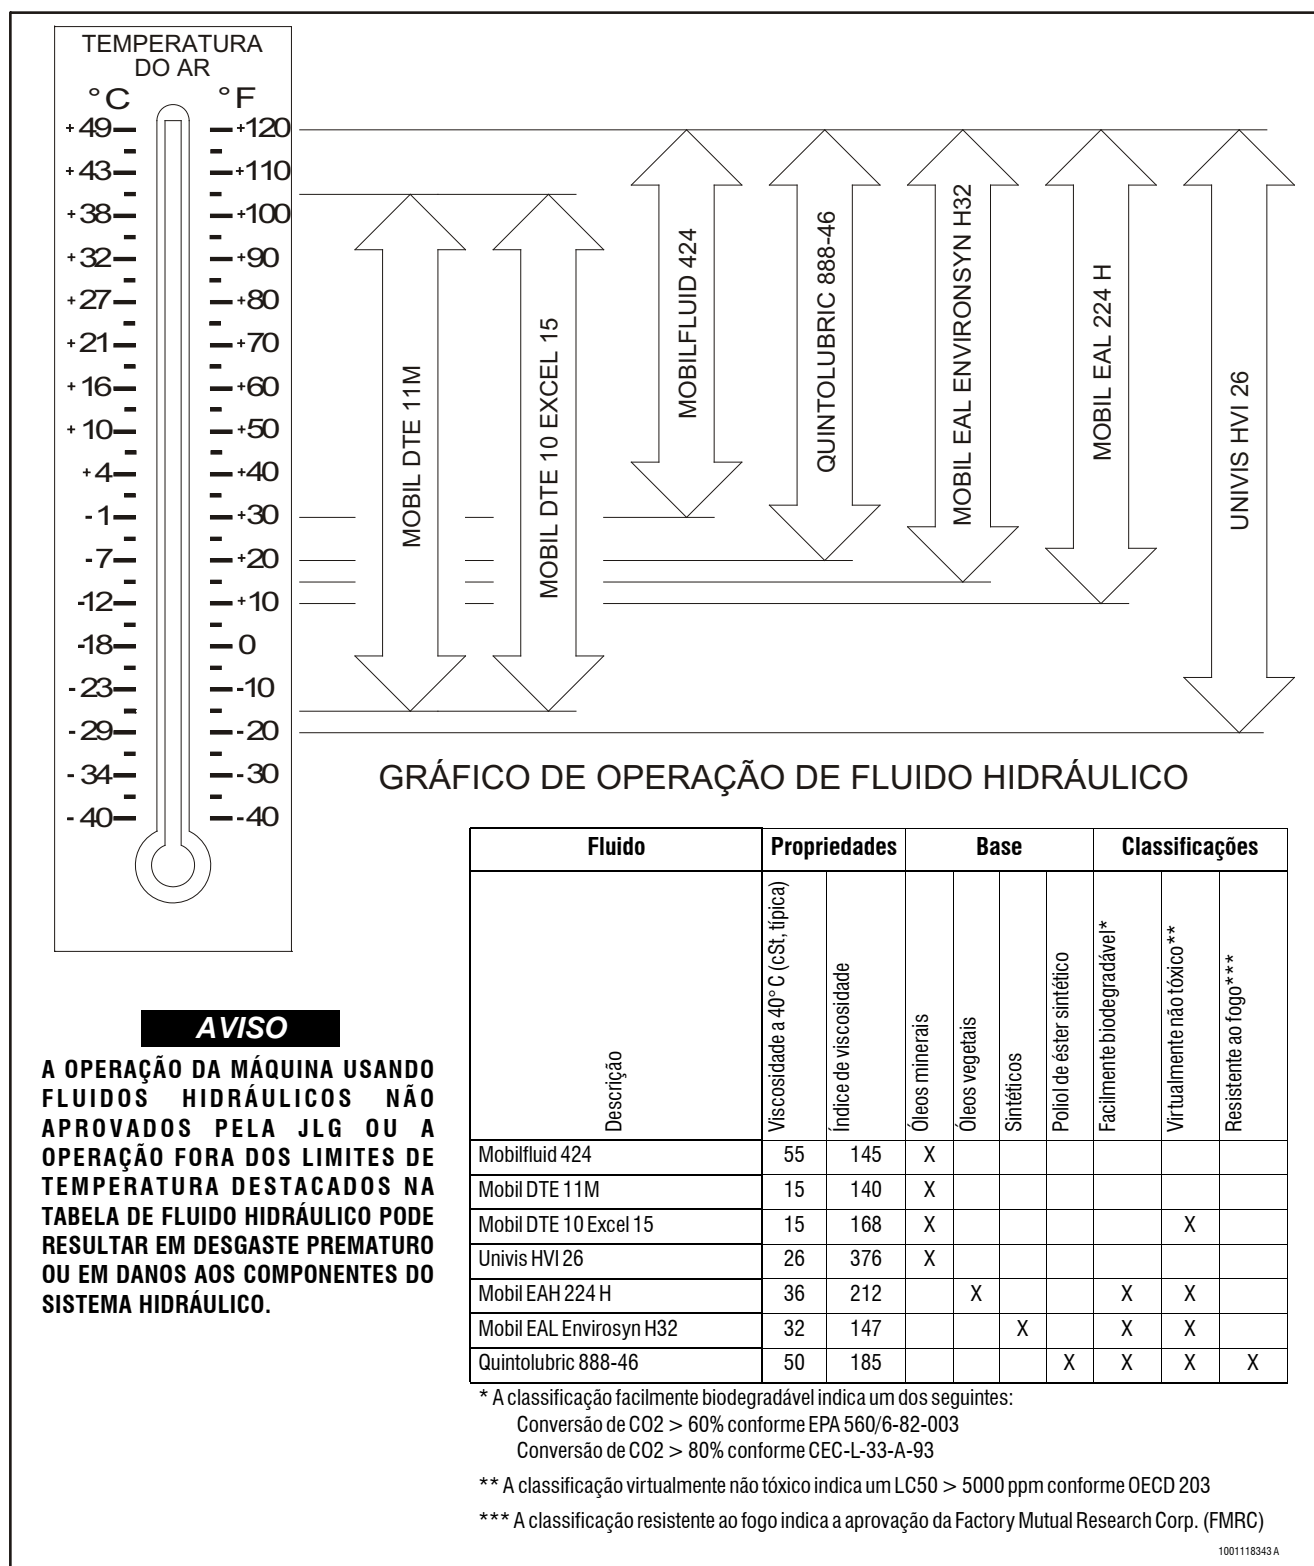 TEMPERATURA
DO AR
°C °F
+49 +120
+43 +110
+38 +100
+32 +90
+27 +80
+21 +70
+16 +60
+10 +50
+4 +40
-1 +30
-7 +20
-12 +10
-18 0
-23 -10
-29 -20
-34 -30
-40 -40
MOBIL DTE 11M
MOBIL DTE 10 EXCEL 15
MOBILFLUID 424
QUINTOLUBRIC 888-46
MOBIL EAL ENVIRONSYN H32
MOBIL EAL 224 H
UNIVIS HVI 26
GRÁFICO DE OPERAÇÃO DE FLUIDO HIDRÁULICO
AVISO
A OPERAÇÃO DA MÁQUINA USANDO
FLUIDOS HIDRÁULICOS NÃO
APROVADOS PELA JLG OU A
OPERAÇÃO FORA DOS LIMITES DE
TEMPERATURA DESTACADOS NA
TABELA DE FLUIDO HIDRÁULICO PODE
RESULTAR EM DESGASTE PREMATURO
OU EM DANOS AOS COMPONENTES DO
SISTEMA HIDRÁULICO.
Fluido Propriedades Base Classificações
Descrição
Viscosidade a 40° C (cSt, típica)
Índice de viscosidade
Óleos minerais
Óleos vegetais
Sintéticos
Poliol de éster sintético
Facilmente biodegradável*
Virtualmente não tóxico**
Resistente ao fogo***
Mobilfluid 424 55 145 X
Mobil DTE 11M 15 140 X
Mobil DTE 10 Excel 15 15 168 X X
Univis HVI 26 26 376 X
Mobil EAH 224 H 36 212 X X X
Mobil EAL Envirosyn H32 32 147 X X X
Quintolubric 888-46 50 185 X X X X
* A classificação facilmente biodegradável indica um dos seguintes:
Conversão de CO2 > 60% conforme EPA 560/6-82-003
Conversão de CO2 > 80% conforme CEC-L-33-A-93
** A classificação virtualmente não tóxico indica um LC50 > 5000 ppm conforme OECD 203
*** A classificação resistente ao fogo indica a aprovação da Factory Mutual Research Corp. (FMRC)
1001118343 A